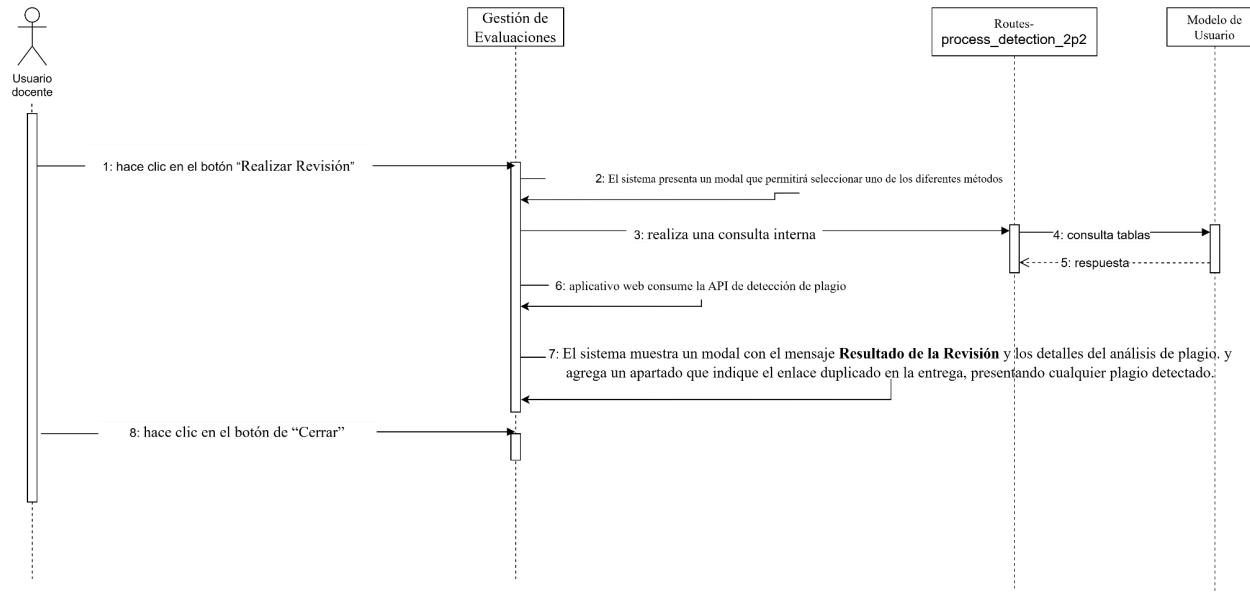 Usuario
docente
Gestión de
Evaluaciones
Routes-
process_detection_2p2
Modelo de
Usuario
1: hace clic en el botón “Realizar Revisión”
2: El sistema presenta un modal que permitirá seleccionar uno de los diferentes métodos
3: realiza una consulta interna
4: consulta tablas
5: respuesta
6: aplicativo web consume la API de detección de plagio
7: El sistema muestra un modal con el mensaje Resultado de la Revisión y los detalles del análisis de plagio. y
agrega un apartado que indique el enlace duplicado en la entrega, presentando cualquier plagio detectado.
8: hace clic en el botón de “Cerrar”